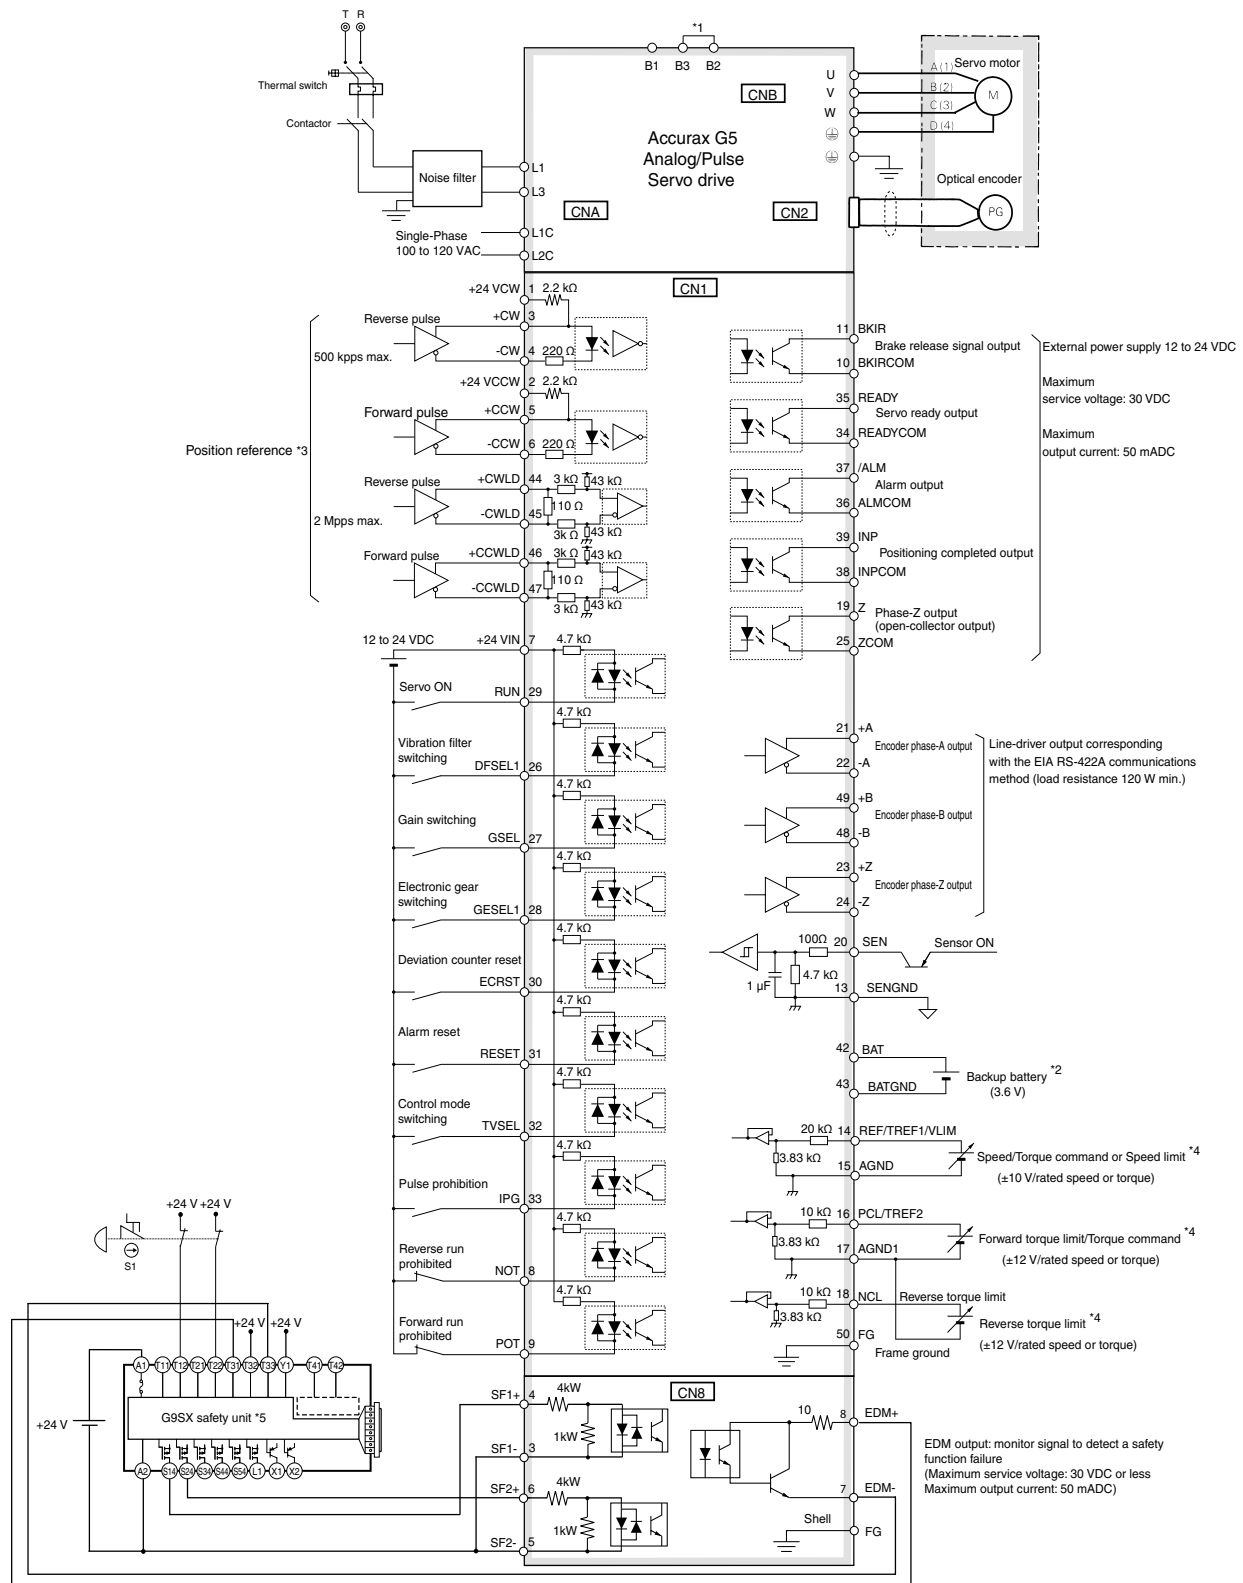 T R
*1
B1 B3 B2
Thermal switch
Contactor
Noise filter
L1
L3
CNA
Single-Phase
100 to 120 VAC
L1C
L2C
CNB
Accurax G5
Analog/Pulse
Servo drive
CN2
U
V
W
A (1)
B (2)
C (3)
D (4)
Servo motor
M
Optical encoder
PG
CN1
Position reference *3
500 kpps max.
2 Mpps max.
+24 VCW 1 2.2 kΩ
Reverse pulse
+CW 3
-CW 4 220 Ω
+24 VCCW 2 2.2 kΩ
Forward pulse
+CCW 5
-CCW 6 220 Ω
Reverse pulse
+CWLD 44 3 kΩ 43 kΩ
110 Ω
-CWLD 45
3k Ω 43 kΩ
Forward pulse
+CCWLD 46 3k Ω 43 kΩ
110 Ω
-CCWLD 47
3 kΩ 43 kΩ
12 to 24 VDC
+24 VIN 7 4.7 kΩ
Servo ON
RUN 29
4.7 kΩ
Vibration filter
switching
DFSEL1 26
4.7 kΩ
Gain switching
GSEL 27
4.7 kΩ
Electronic gear
switching
GESEL1 28
4.7 kΩ
Deviation counter reset
ECRST 30
4.7 kΩ
Alarm reset
RESET 31
4.7 kΩ
Control mode
switching
TVSEL 32
4.7 kΩ
Pulse prohibition
IPG 33
4.7 kΩ
Reverse run
prohibited
NOT 8
4.7 kΩ
Forward run
prohibited
POT 9
11 BKIR
Brake release signal output
10 BKIRCOM
35 READY
Servo ready output
34 READYCOM
37 /ALM
Alarm output
36 ALMCOM
39 INP
Positioning completed output
38 INPCOM
19 Z
Phase-Z output
(open-collector output)
25 ZCOM
External power supply 12 to 24 VDC
Maximum
service voltage: 30 VDC
Maximum
output current: 50 mADC
21 +A
Encoder phase-A output
22 -A
49 +B
Encoder phase-B output
48 -B
23 +Z
Encoder phase-Z output
24 -Z
Line-driver output corresponding
with the EIA RS-422A communications
method (load resistance 120 W min.)
100Ω 20 SEN Sensor ON
1 µF 4.7 kΩ
13 SENGND
42 BAT
43 BATGND
Backup battery *2
(3.6 V)
20 kΩ 14 REF/TREF1/VLIM
3.83 kΩ
15 AGND
Speed/Torque command or Speed limit *4
(±10 V/rated speed or torque)
10 kΩ 16 PCL/TREF2
3.83 kΩ
17 AGND1
Forward torque limit/Torque command *4
(±12 V/rated speed or torque)
10 kΩ 18 NCL Reverse torque limit
3.83 kΩ
Reverse torque limit *4
(±12 V/rated speed or torque)
50 FG
Frame ground
+24 V +24 V
S1
+24 V +24 V
A1 T11 T12 T21 T22 T31 T32 T33 Y1 T41 T42
+24 V
G9SX safety unit *5
A2 S14 S24 S34 S44 S54 L1 X1 X2
CN8
SF1+ 4 4kW
1kW
SF1- 3
SF2+ 6 4kW
1kW
SF2- 5
10 8 EDM+
7 EDM-
Shell
FG
EDM output: monitor signal to detect a safety
function failure
(Maximum service voltage: 30 VDC or less
Maximum output current: 50 mADC)